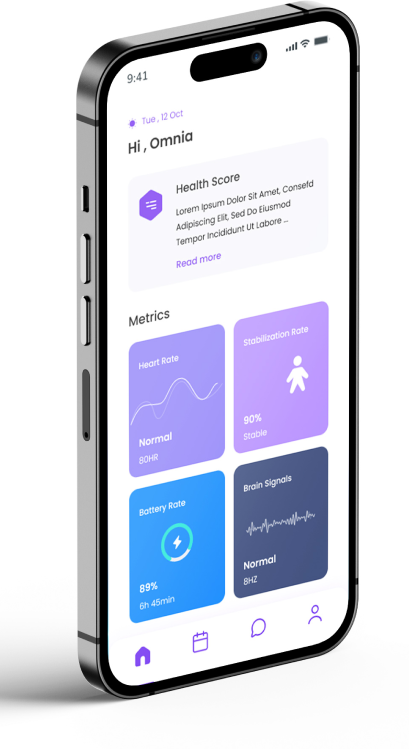 9:41
Tue, 12 Oct
Hi , Omnia
Health Score
Lorem Ipsum Dolor Sit Amet, Consefd
Adipiscing Elit, Sed Do Eiusmod
Tempor Incididunt Ut Labore ...
Read more
Metrics
Heart Rate
Normal
80HR
Stabilization Rate
90%
Stable
Battery Rate
89%
6h 45min
Brain Signals
Normal
8HZ